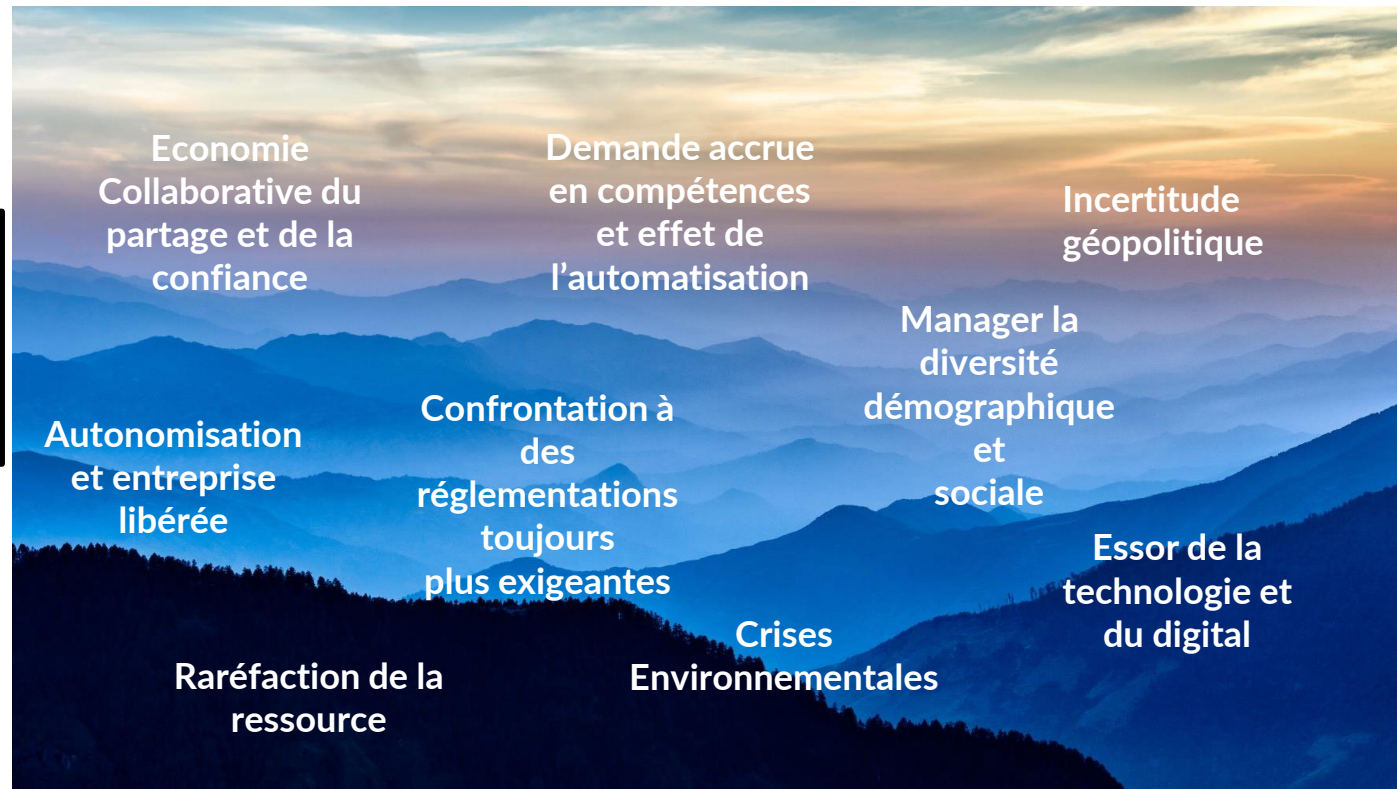 Economie
Collaborative du
partage et de la
confiance
Demande accrue
en compétences
et effet de
l’automatisation
Incertitude
géopolitique
Manager la
diversité
démographique
et
sociale
Autonomisation
et entreprise
libérée
Confrontation à
des
réglementations
toujours
plus exigeantes
Essor de la
technologie et
du digital
Crises
Environnementales
Raréfaction de la
ressource